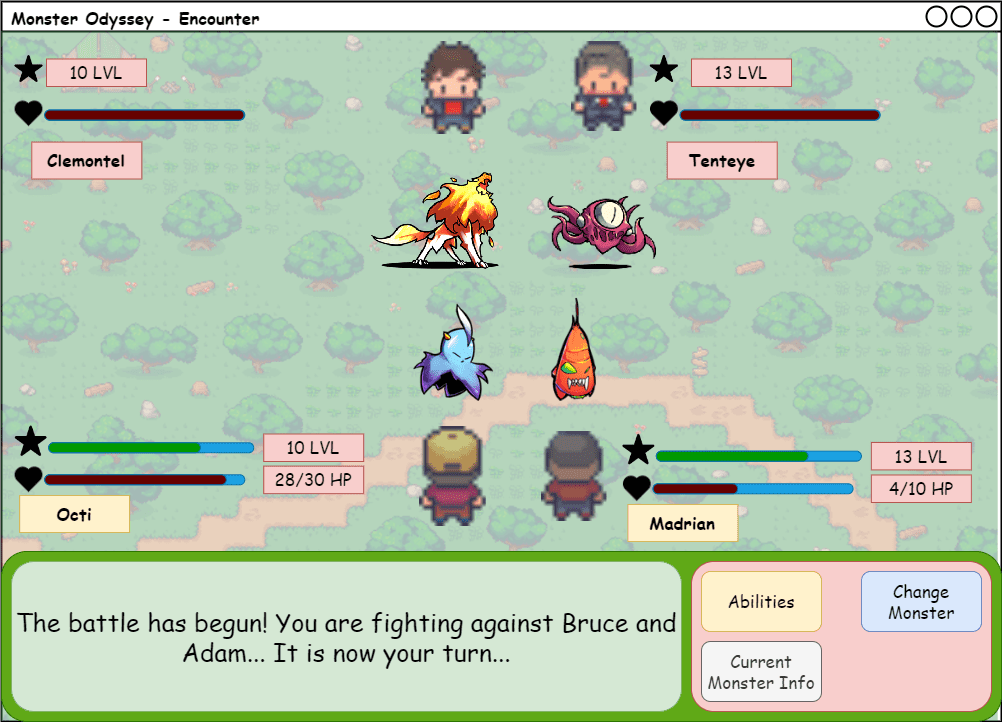 Monster Odyssey - Encounter
10 LVL
13 LVL
Clemontel
Tenteye
10 LVL
28/30 HP
Octi
13 LVL
4/10 HP
Madrian
The battle has begun! You are fighting against Bruce and
Adam... It is now your turn...
Abilities
Change
Monster
Current
Monster Info